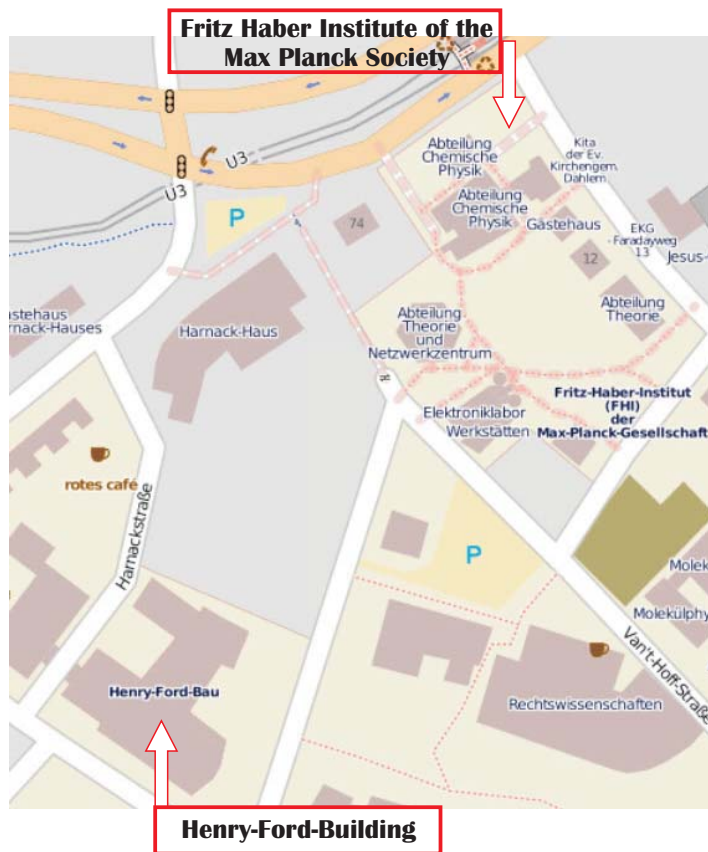 Fritz Haber Institute of the
Max Planck Society
U3
U3
P
74
Abteilung
Chemische
Physik
Abteilung
Chemische
Physik
Gästehaus
Kita
der Ev.
Kirchengem.
Dahlem
EKG
Faradayweg
13
Jesus-
12
Abteilung
Theorie
astehaus
rnack-Hauses
Harnack-Haus
Abteilung
Theorie
und
Netzwerkzentrum
Elektroniklabor
Werkstätten
Fritz-Haber-Institut
(FHI)
der
Max-Planck-Gesellschaft
rotes café
Harnackstraße
P
Molek
Molekülphy
Van't-Hoff-Straße
Henry-Ford-Bau
Rechtswissenschaften
Henry-Ford-Building